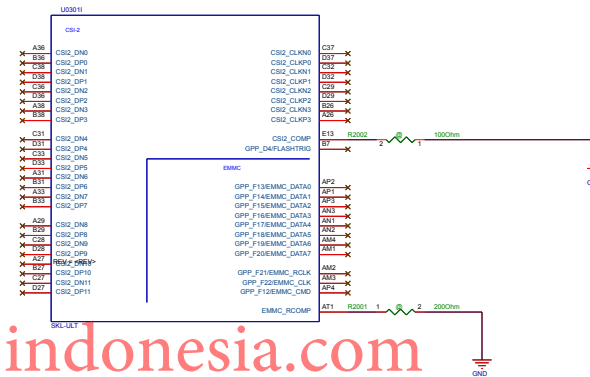 U0301I
CSI-2
A36 CSI2_DN0 CSI2_CLKN0 C37
B36 CSI2_DP0 CSI2_CLKP0 D37
C38 CSI2_DN1 CSI2_CLKN1 C32
D38 CSI2_DP1 CSI2_CLKP1 D32
C36 CSI2_DN2 CSI2_CLKN2 C29
D36 CSI2_DP2 CSI2_CLKP2 D29
A38 CSI2_DN3 CSI2_CLKN3 B26
B38 CSI2_DP3 CSI2_CLKP3 A26
C31 CSI2_DN4 CSI2_COMP E13 R2002 2 @ 1 100Ohm
D31 CSI2_DP4 GPP_D4/FLASHTRIG B7
C33 CSI2_DN5
D33 CSI2_DP5 EMMC
A31 CSI2_DN6
B31 CSI2_DP6 GPP_F13/EMMC_DATA0 AP2
A33 CSI2_DN7 GPP_F14/EMMC_DATA1 AP1
B33 CSI2_DP7 GPP_F15/EMMC_DATA2 AP3
GPP_F16/EMMC_DATA3 AN3
A29 CSI2_DN8 GPP_F17/EMMC_DATA4 AN1
B29 CSI2_DP8 GPP_F18/EMMC_DATA5 AN2
C28 CSI2_DN9 GPP_F19/EMMC_DATA6 AM4
D28 CSI2_DP9 GPP_F20/EMMC_DATA7 AM1
A27 CSI2_DN10
REV = <REV>
B27 CSI2_DP10 GPP_F21/EMMC_RCLK AM2
C27 CSI2_DN11 GPP_F22/EMMC_CLK AM3
D27 CSI2_DP11 GPP_F12/EMMC_CMD AP4
EMMC_RCOMP AT1 R2001 1 @ 2 200Ohm
SKL-ULT
GND
indonesia.com